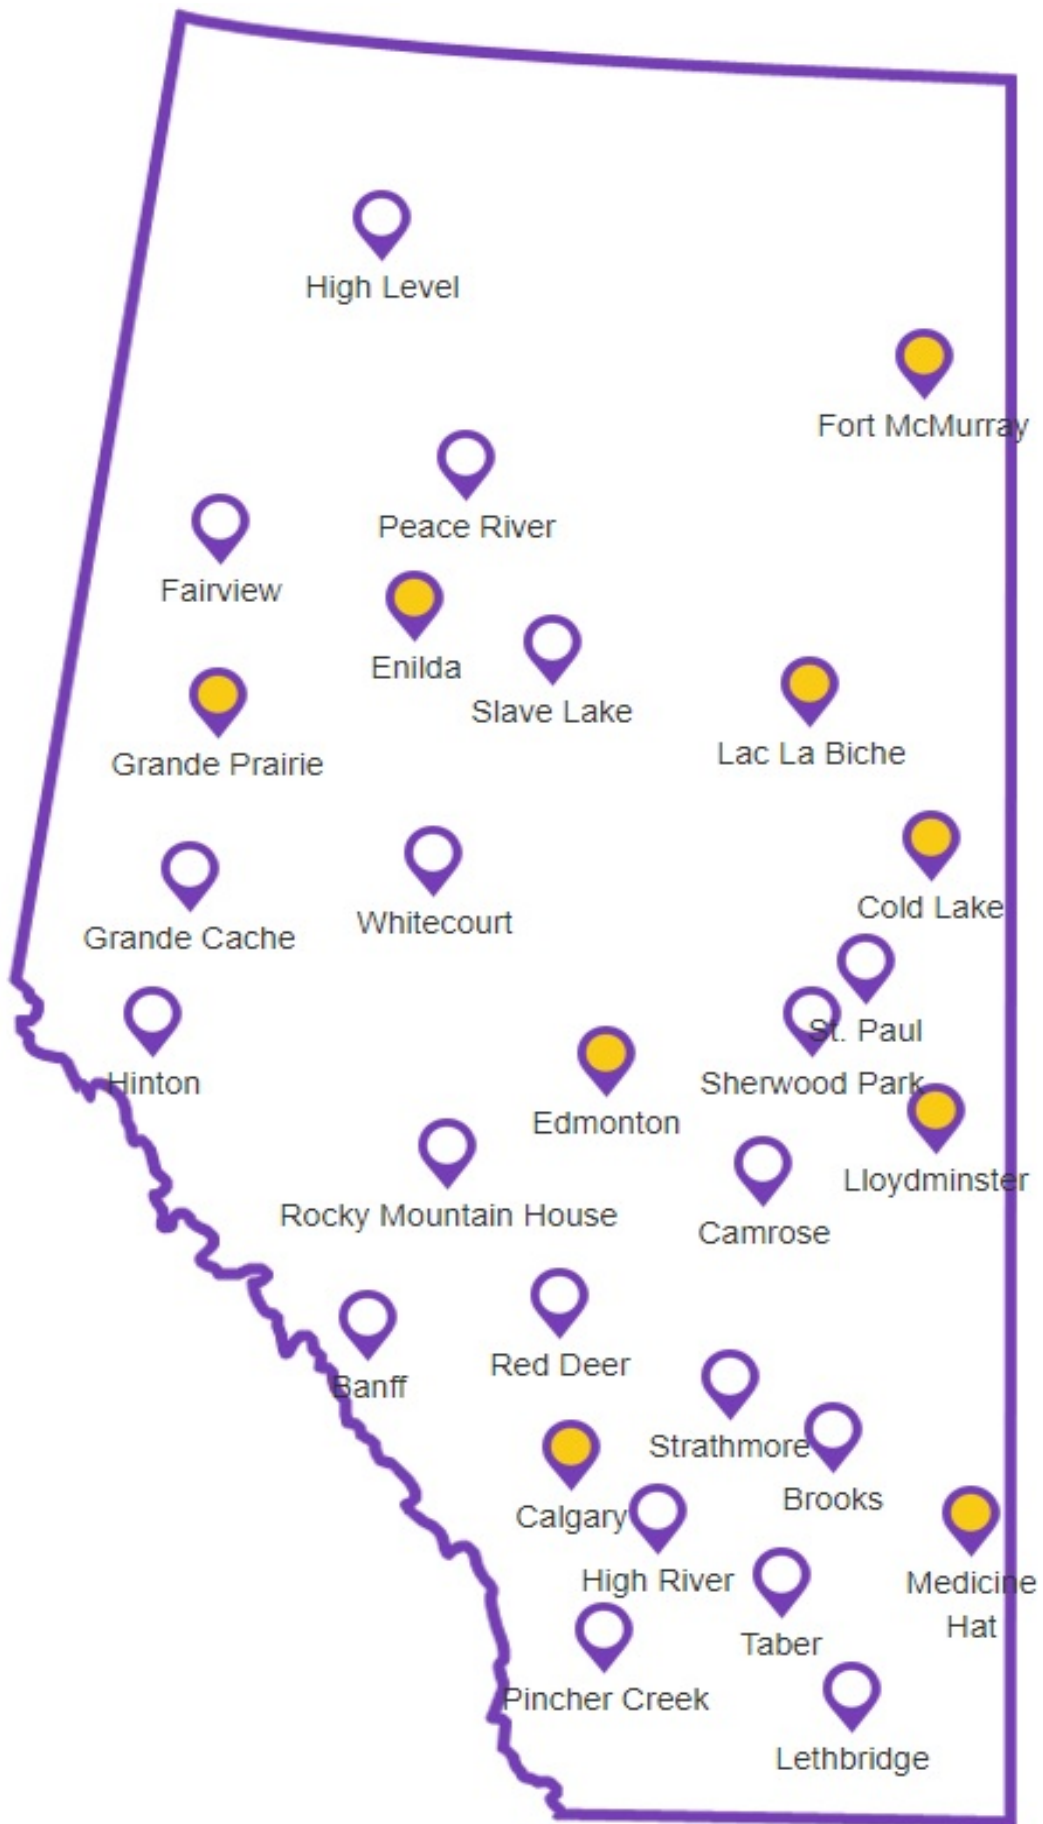 High Level
Fort McMurray
Peace River
Fairview
Enilda
Slave Lake
Lac La Biche
Grande Prairie
Cold Lake
Whitecourt
Grande Cache
St. Paul
Hinton
Sherwood Park
Edmonton
Lloydminster
Rocky Mountain House
Camrose
Red Deer
Banff
Strathmore
Brooks
Calgary
High River
Medicine
Hat
Taber
Pincher Creek
Lethbridge